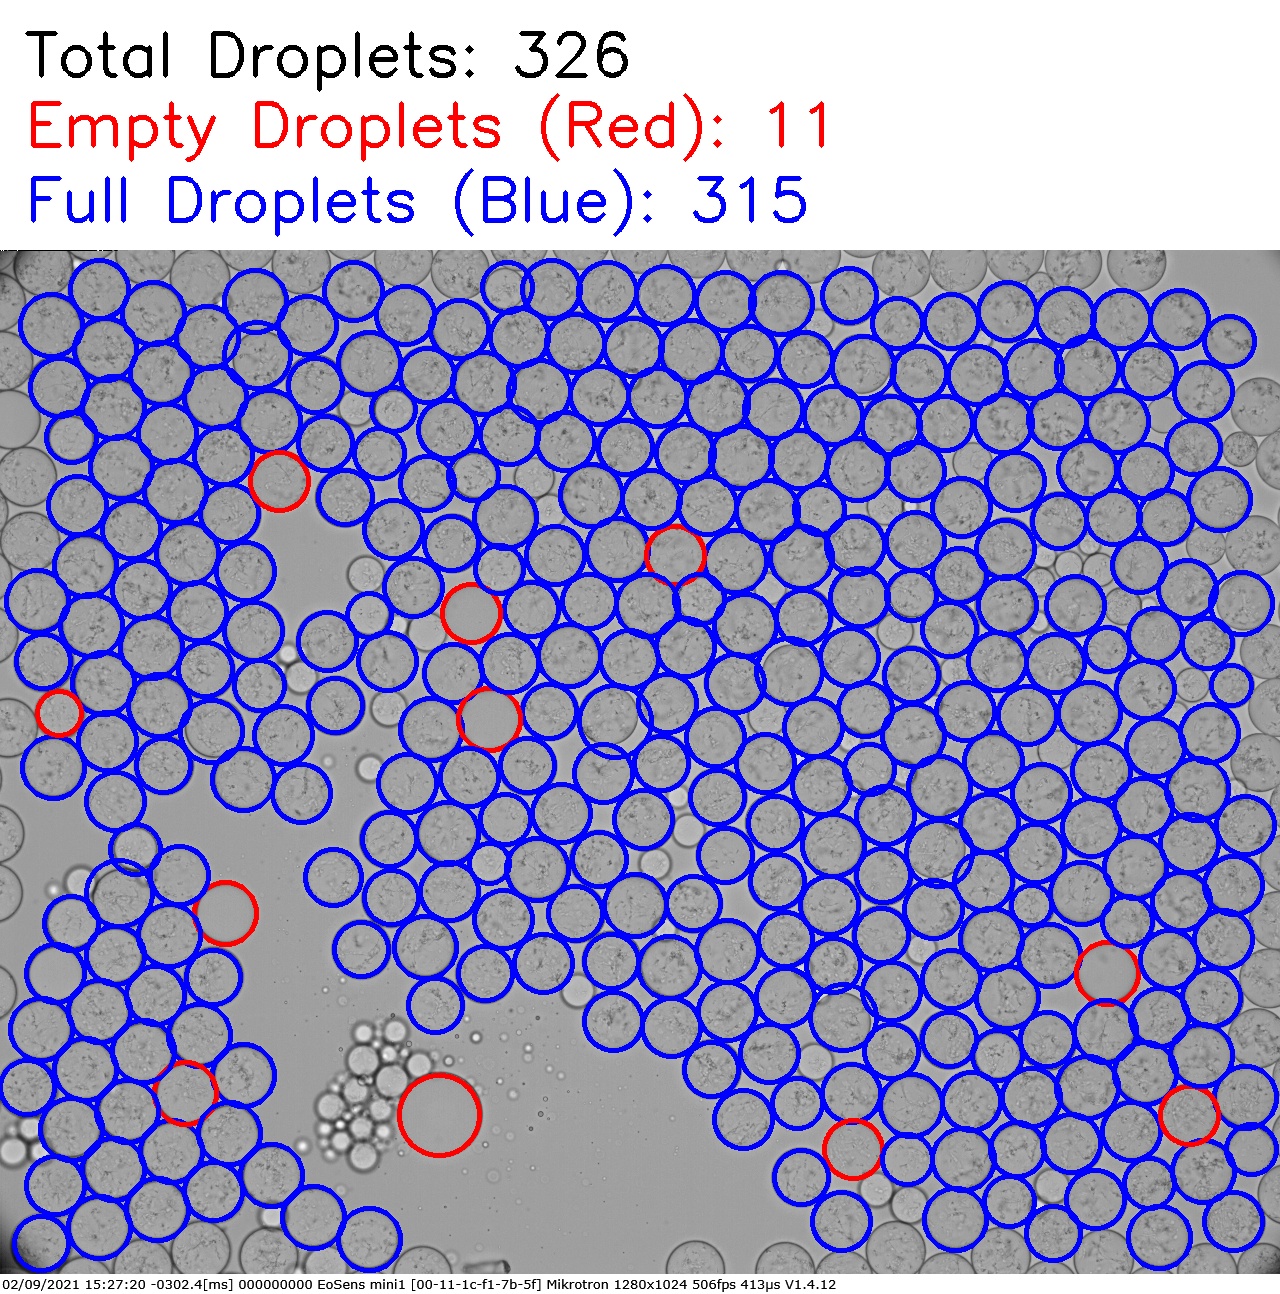 Total Droplets: 326
Empty Droplets (Red): 11
Full Droplets (Blue): 315
02/09/2021 15:27:20 -0302.4[ms] 000000000 EoSens mini1 [00-11-1c-f1-7b-5f] Mikrotron 1280x1024 506fps 413µs V1.4.12